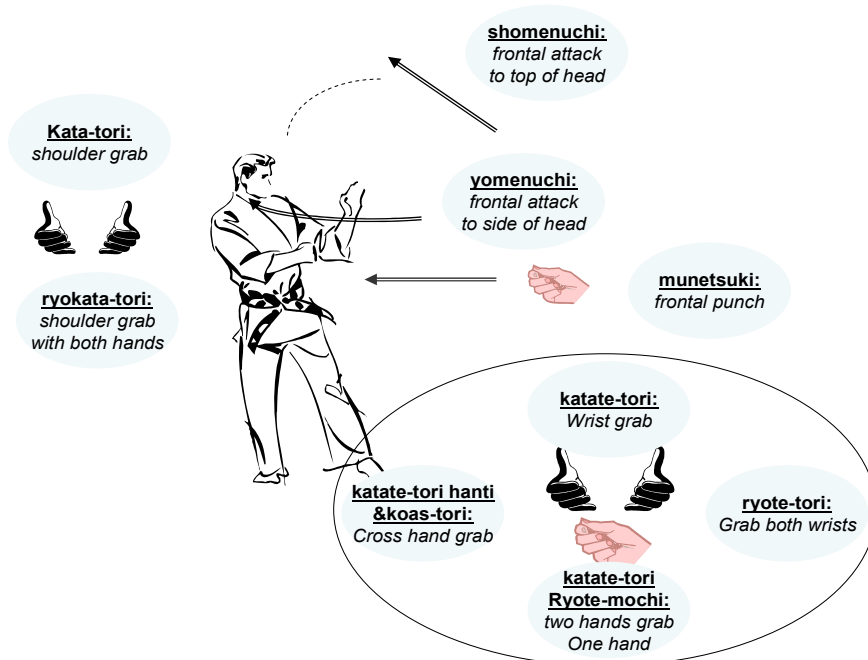 shomenuchi:
frontal attack
to top of head
Kata-tori:
shoulder grab
yomenuchi:
frontal attack
to side of head
ryokata-tori:
shoulder grab
with both hands
munetsuki:
frontal punch
katate-tori:
Wrist grab
katate-tori hanti
&koas-tori:
Cross hand grab
ryote-tori:
Grab both wrists
katate-tori
Ryote-mochi:
two hands grab
One hand